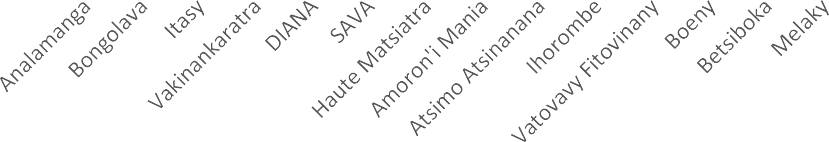 Analamanga
Bongolava
Itasy
Vakinankaratra
DIANA
SAVA
Haute Matsiatra
Amoron'i Mania
Atsimo Atsinanana
Ihorombe
Vatovavy Fitovinany
Boeny
Betsiboka
Melaky